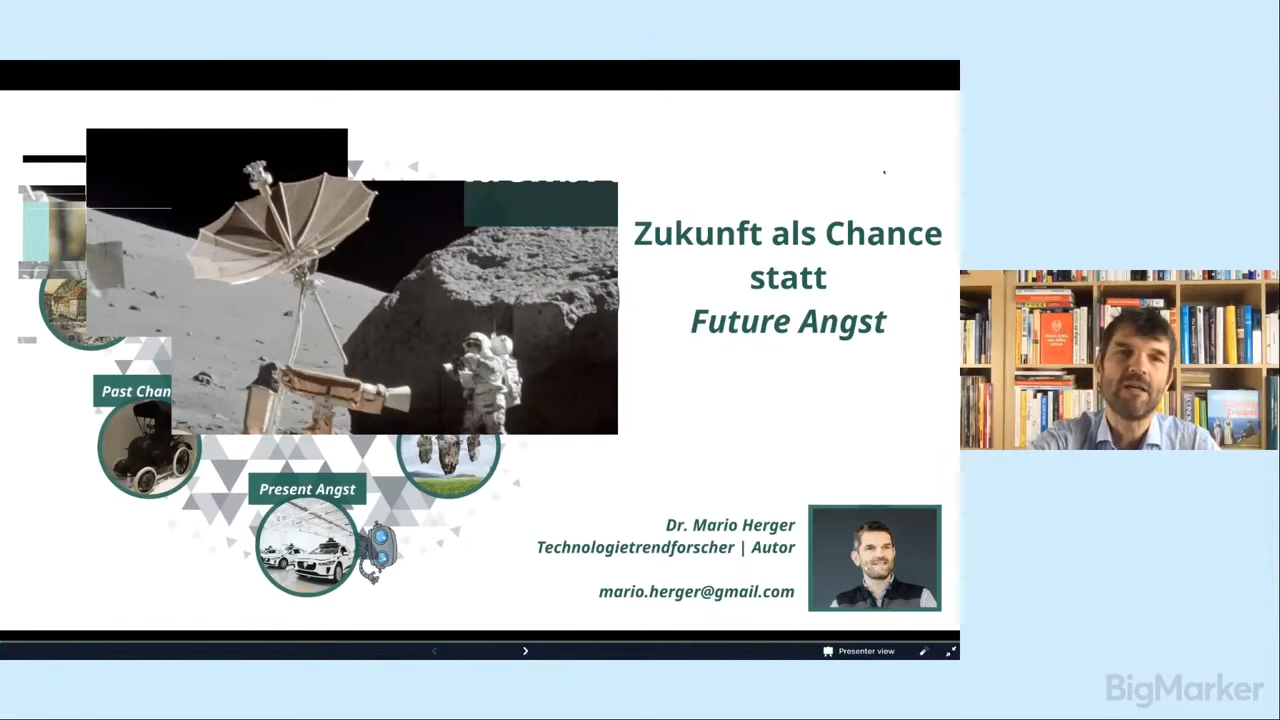 Zukunft als Chance
statt
Future Angst
Past Chan
Present Angst
Dr. Mario Herger
Technologietrendforscher | Autor
mario.herger@gmail.com
Presenter view
BigMarker